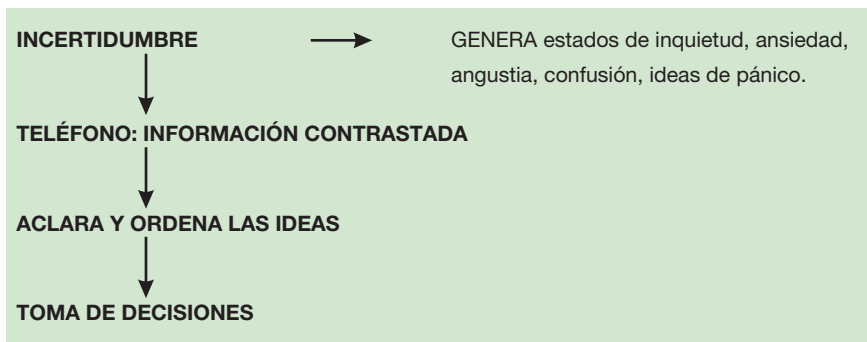 INCERTIDUMBRE
GENERA estados de inquietud, ansiedad,
angustia, confusión, ideas de pánico.
TELÉFONO: INFORMACIÓN CONTRASTADA
ACLARA Y ORDENA LAS IDEAS
TOMA DE DECISIONES